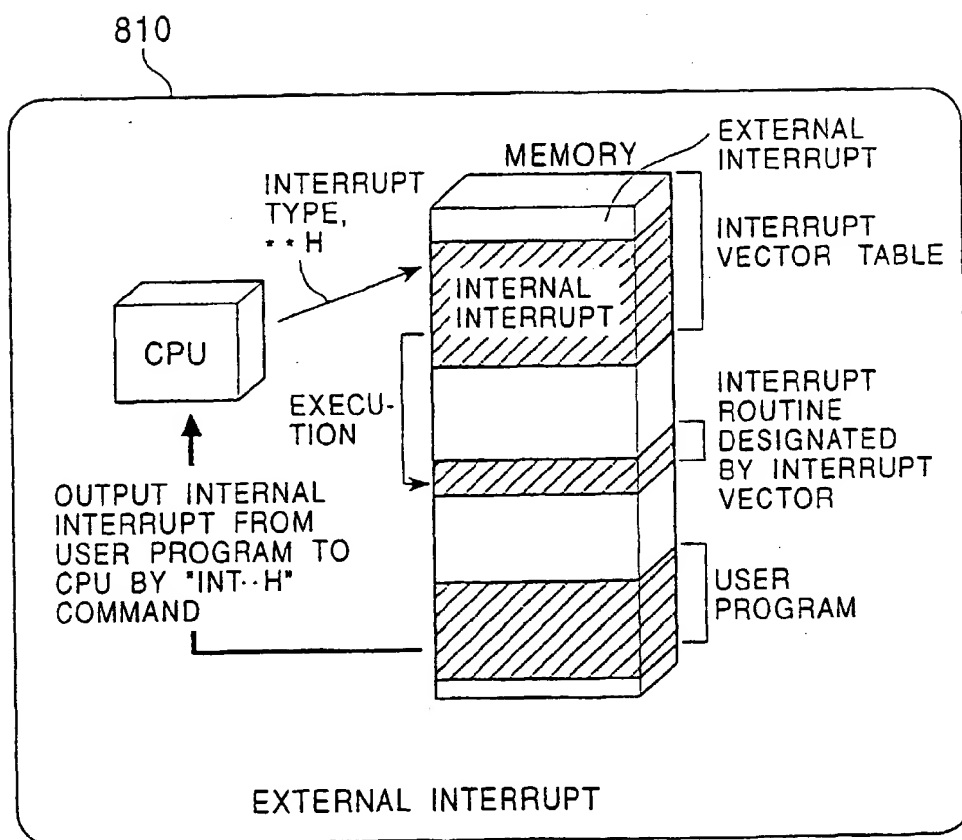 810
MEMORY
EXTERNAL
INTERRUPT
INTERRUPT
TYPE,
**H
INTERRUPT
VECTOR TABLE
INTERNAL
INTERRUPT
CPU
EXECU-
TION
INTERRUPT
ROUTINE
DESIGNATED
BY INTERRUPT
VECTOR
OUTPUT INTERNAL
INTERRUPT FROM
USER PROGRAM TO
CPU BY "INT··H"
COMMAND
USER
PROGRAM
EXTERNAL INTERRUPT